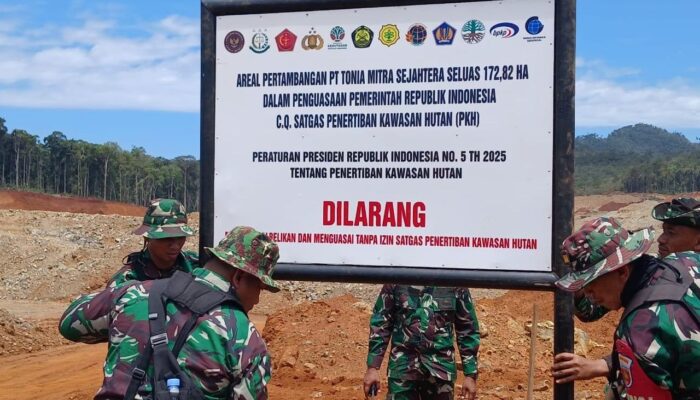 bpkp
AREAL PERTAMBANGAN PT TONIA MITRA SEJAHTERA SELUAS 172,82 HA
DALAM PENGUASAAN PEMERINTAH REPUBLIK INDONESIA
C.Q. SATGAS PENERTIBAN KAWASAN HUTAN (PKH)
PERATURAN PRESIDEN REPUBLIK INDONESIA NO. 5 TH 2025
TENTANG PENERTIBAN KAWASAN HUTAN
DILARANG
DAN MENGUASAI TANPA IZIN SATGAS PENERTIBAN KAWASAN HUTAN